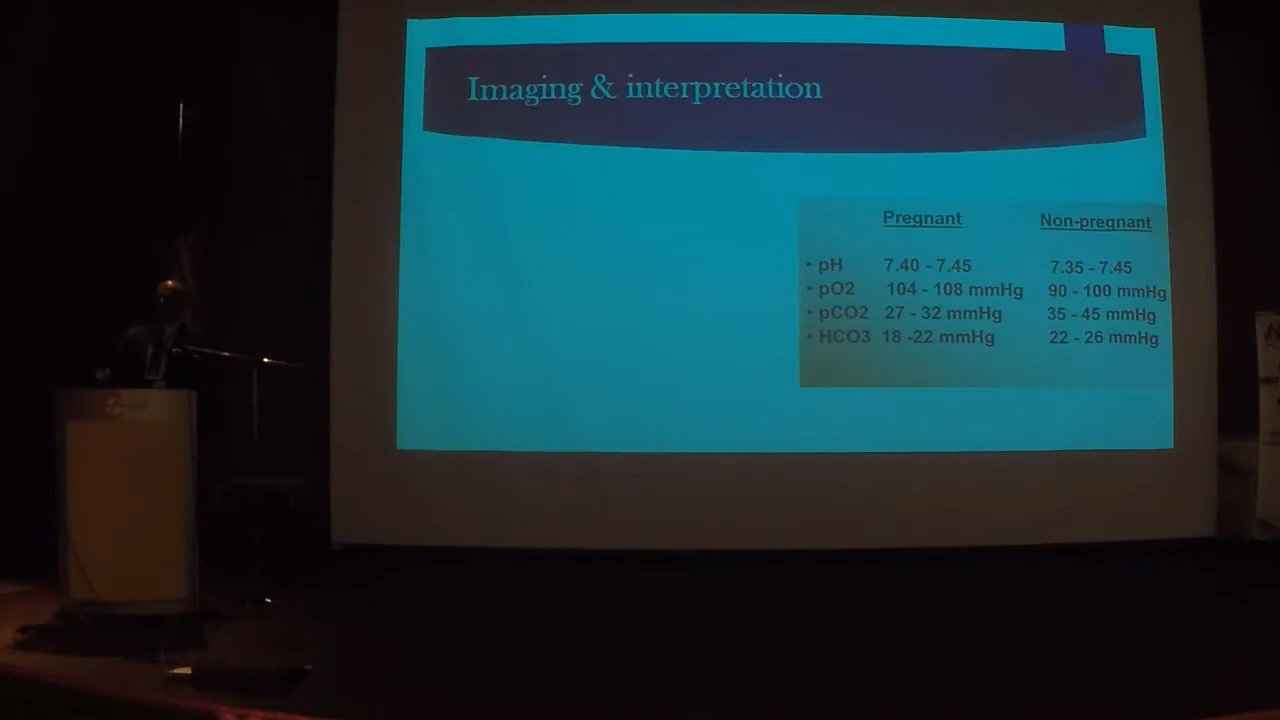 Imaging & interpretation
Pregnant Non-pregnant
• pH 7.40 - 7.45 7.35 - 7.45
• pO2 104 - 108 mmHg 90 - 100 mmHg
• pCO2 27 - 32 mmHg 35 - 45 mmHg
• HCO3 18 -22 mmHg 22 - 26 mmHg